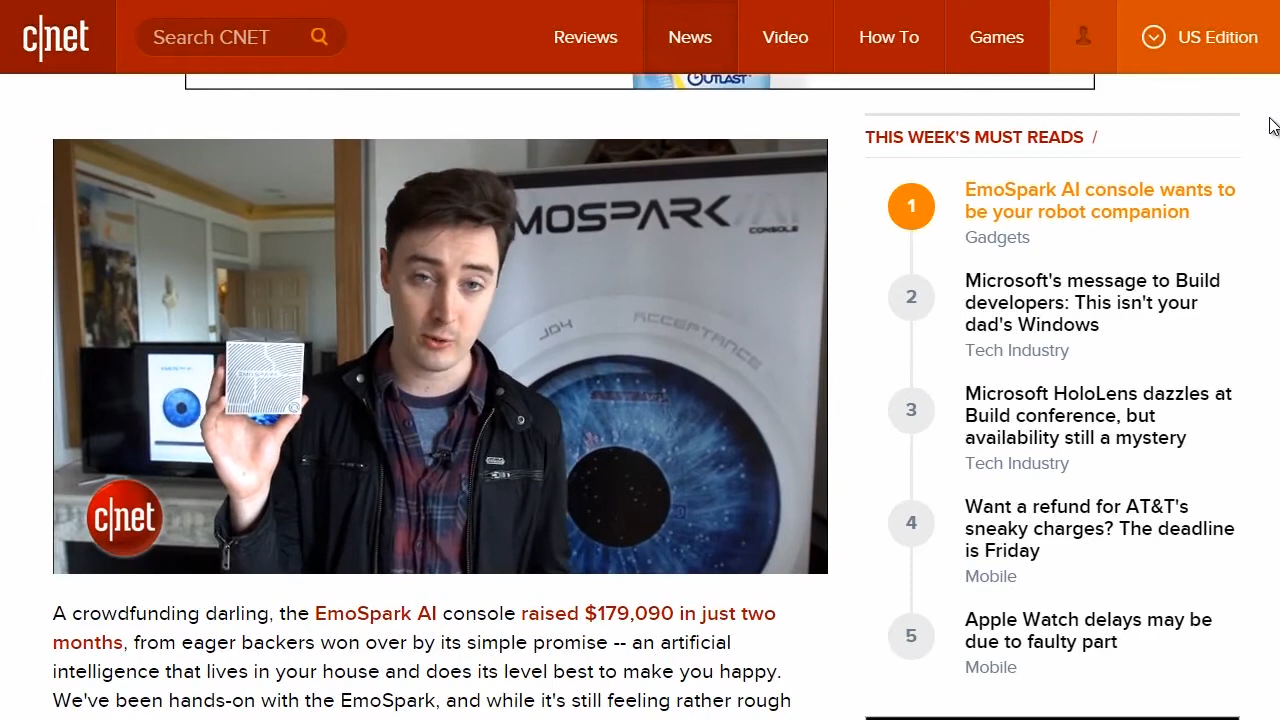 c|net
Search CNET
Reviews
News
Video
How To
Games
US Edition
OUTLAST
MOSPARK/AI
CONSOLE
JOY
ACCEPTANCE
EMOSPARK
c|net
A crowdfunding darling, the EmoSpark AI console raised $179,090 in just two
months, from eager backers won over by its simple promise -- an artificial
intelligence that lives in your house and does its level best to make you happy.
We've been hands-on with the EmoSpark, and while it's still feeling rather rough
THIS WEEK'S MUST READS /
1
EmoSpark AI console wants to
be your robot companion
Gadgets
2
Microsoft's message to Build
developers: This isn't your
dad's Windows
Tech Industry
3
Microsoft HoloLens dazzles at
Build conference, but
availability still a mystery
Tech Industry
4
Want a refund for AT&T's
sneaky charges? The deadline
is Friday
Mobile
5
Apple Watch delays may be
due to faulty part
Mobile